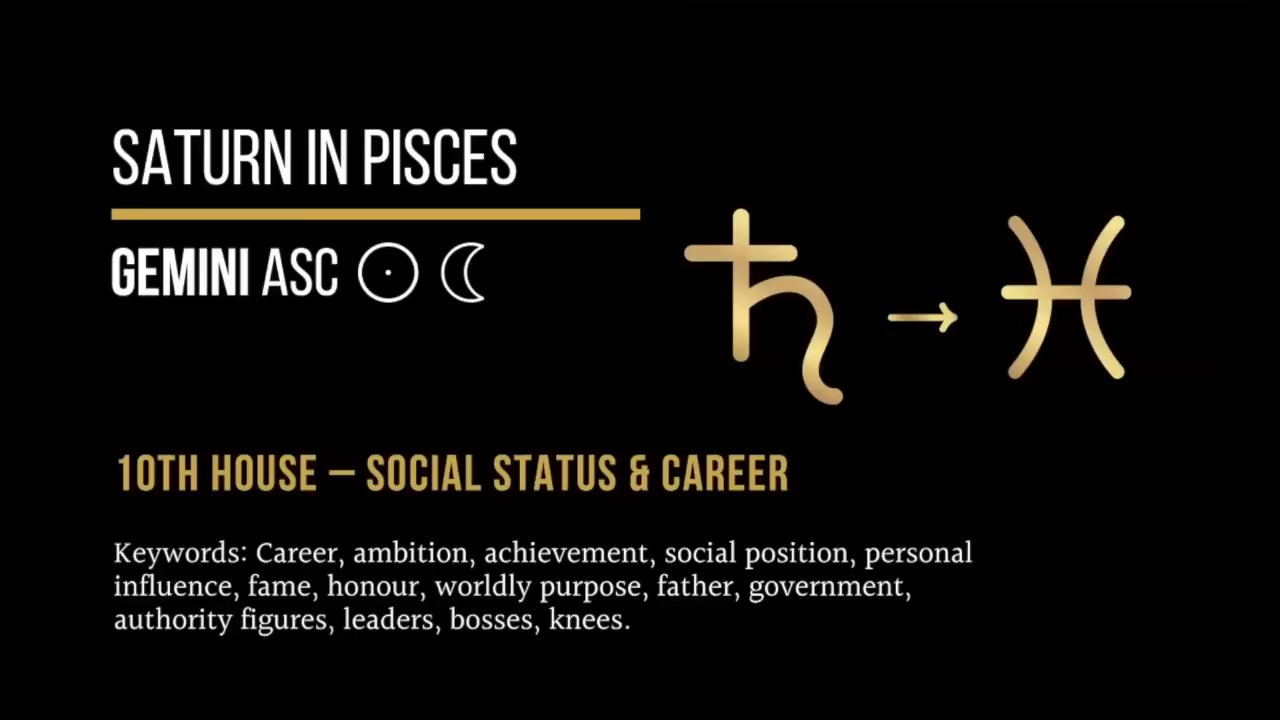 SATURN IN PISCES
GEMINI ASC
10TH HOUSE – SOCIAL STATUS & CAREER
Keywords: Career, ambition, achievement, social position, personal
influence, fame, honour, worldly purpose, father, government,
authority figures, leaders, bosses, knees.